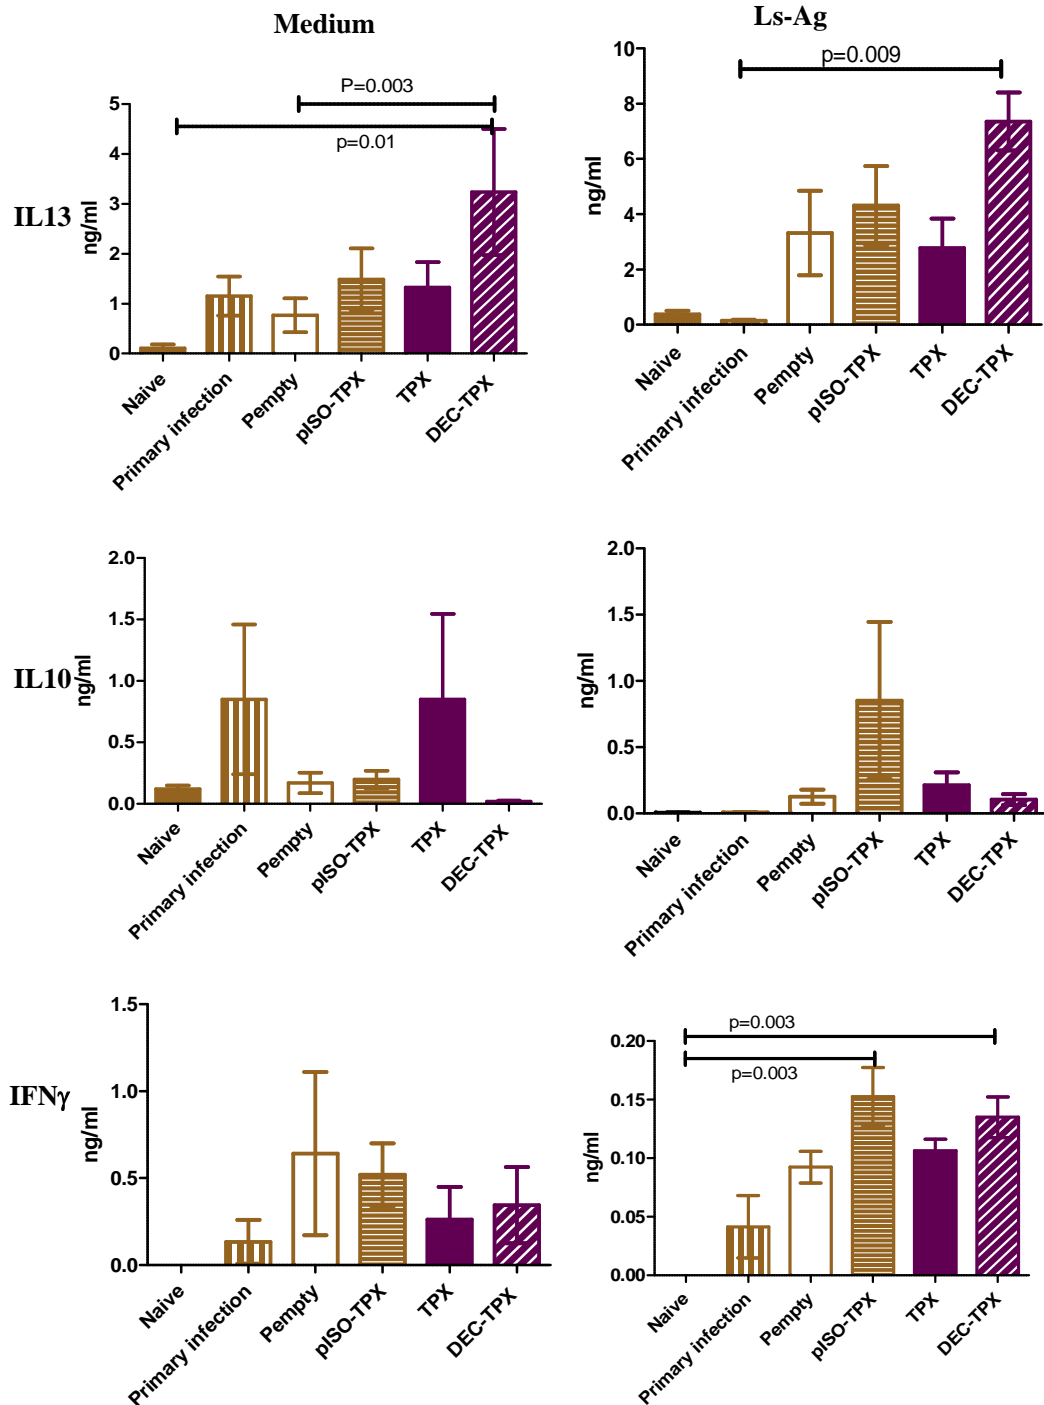 Medium
Ls-Ag
IL13
ng/ml
5
4
3
2
1
0
P=0.003
p=0.01
Naive
Primary infection
Pempty
pISO-TPX
TPX
DEC-TPX
ng/ml
10
8
6
4
2
0
p=0.009
Naive
Primary infection
Pempty
pISO-TPX
TPX
DEC-TPX
IL10
ng/ml
2.0
1.5
1.0
0.5
0.0
Naive
Primary infection
Pempty
pISO-TPX
TPX
DEC-TPX
ng/ml
2.0
1.5
1.0
0.5
0.0
Naive
Primary infection
Pempty
pISO-TPX
TPX
DEC-TPX
IFNγ
ng/ml
1.5
1.0
0.5
0.0
Naive
Primary infection
Pempty
pISO-TPX
TPX
DEC-TPX
ng/ml
0.20
0.15
0.10
0.05
0.00
p=0.003
p=0.003
Naive
Primary infection
Pempty
pISO-TPX
TPX
DEC-TPX